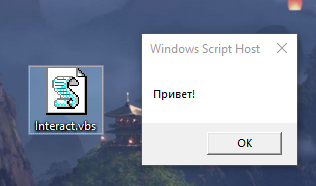 Windows Script Host
Привет!
Interact.vbs
OK